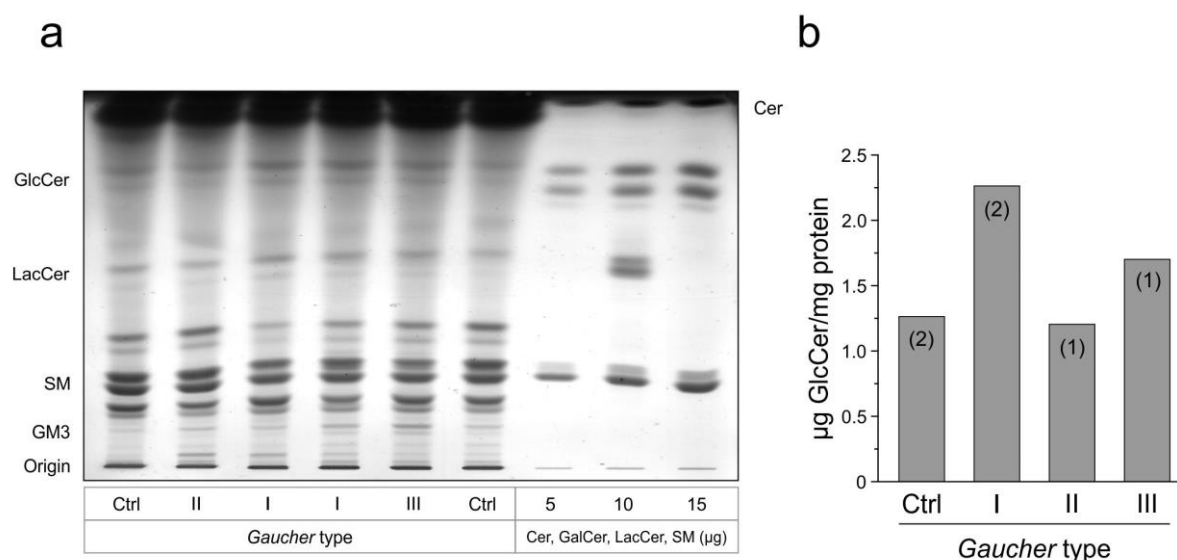 a
b
Cer
GlcCer
LacCer
SM
GM3
Origin
Ctrl II I I III Ctrl 5 10 15
Gaucher type Cer, GalCer, LacCer, SM (µg)
µg GlcCer/mg protein
2.5
2.0
1.5
1.0
0.5
0
(2)
(2)
(1)
(1)
Ctrl I II III
Gaucher type